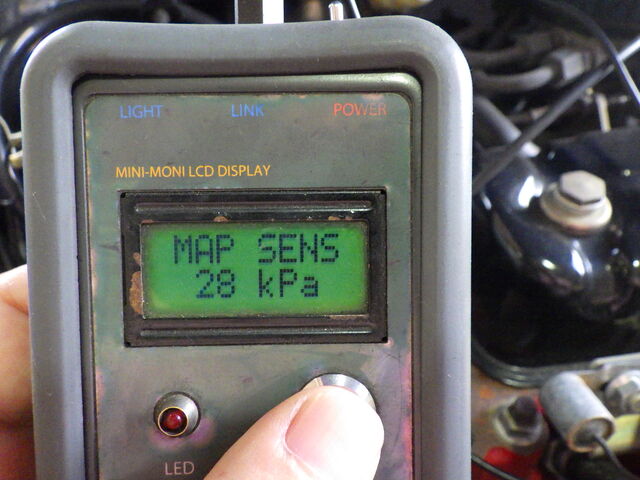 LIGHT LINK POWER
MINI-MONI LCD DISPLAY
MAP SENS
28 kPa
LED